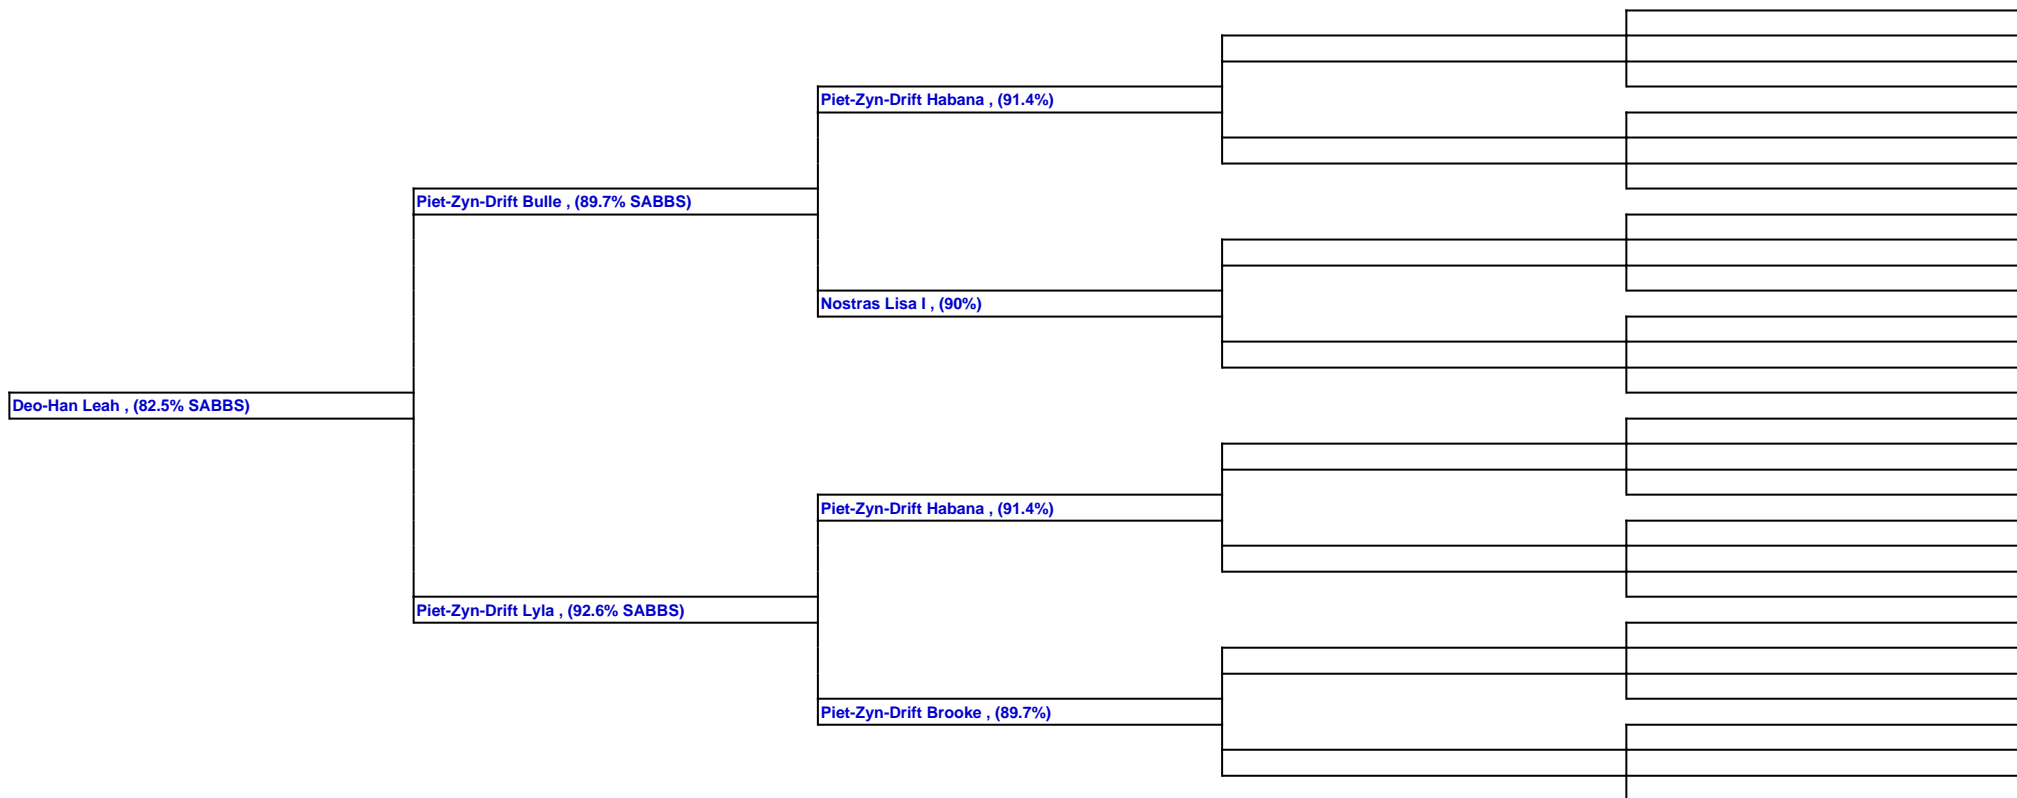 Piet-Zyn-Drift Habana , (91.4%)
Piet-Zyn-Drift Bulle , (89.7% SABBS)
Nostras Lisa I , (90%)
Deo-Han Leah , (82.5% SABBS)
Piet-Zyn-Drift Habana , (91.4%)
Piet-Zyn-Drift Lyla , (92.6% SABBS)
Piet-Zyn-Drift Brooke , (89.7%)